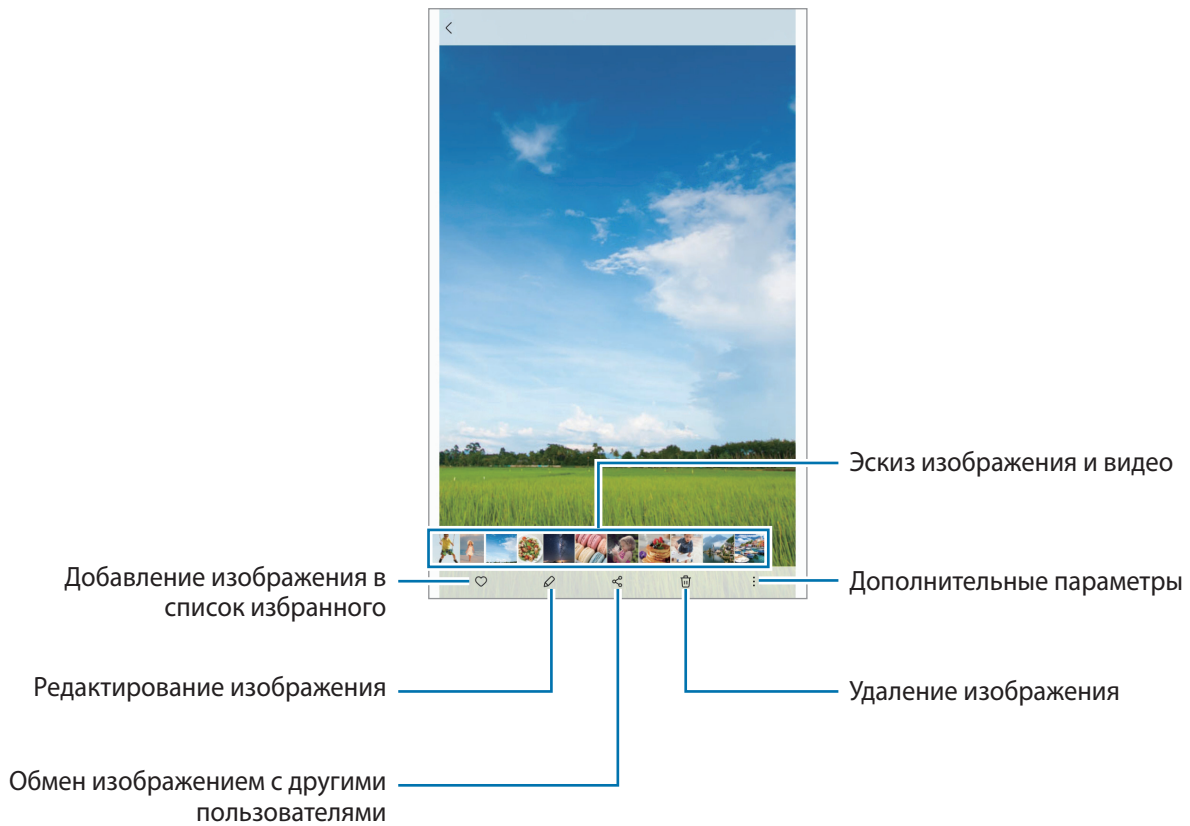 Эскиз изображения и видео
Добавление изображения в
список избранного
Дополнительные параметры
Редактирование изображения
Удаление изображения
Обмен изображением с другими
пользователями